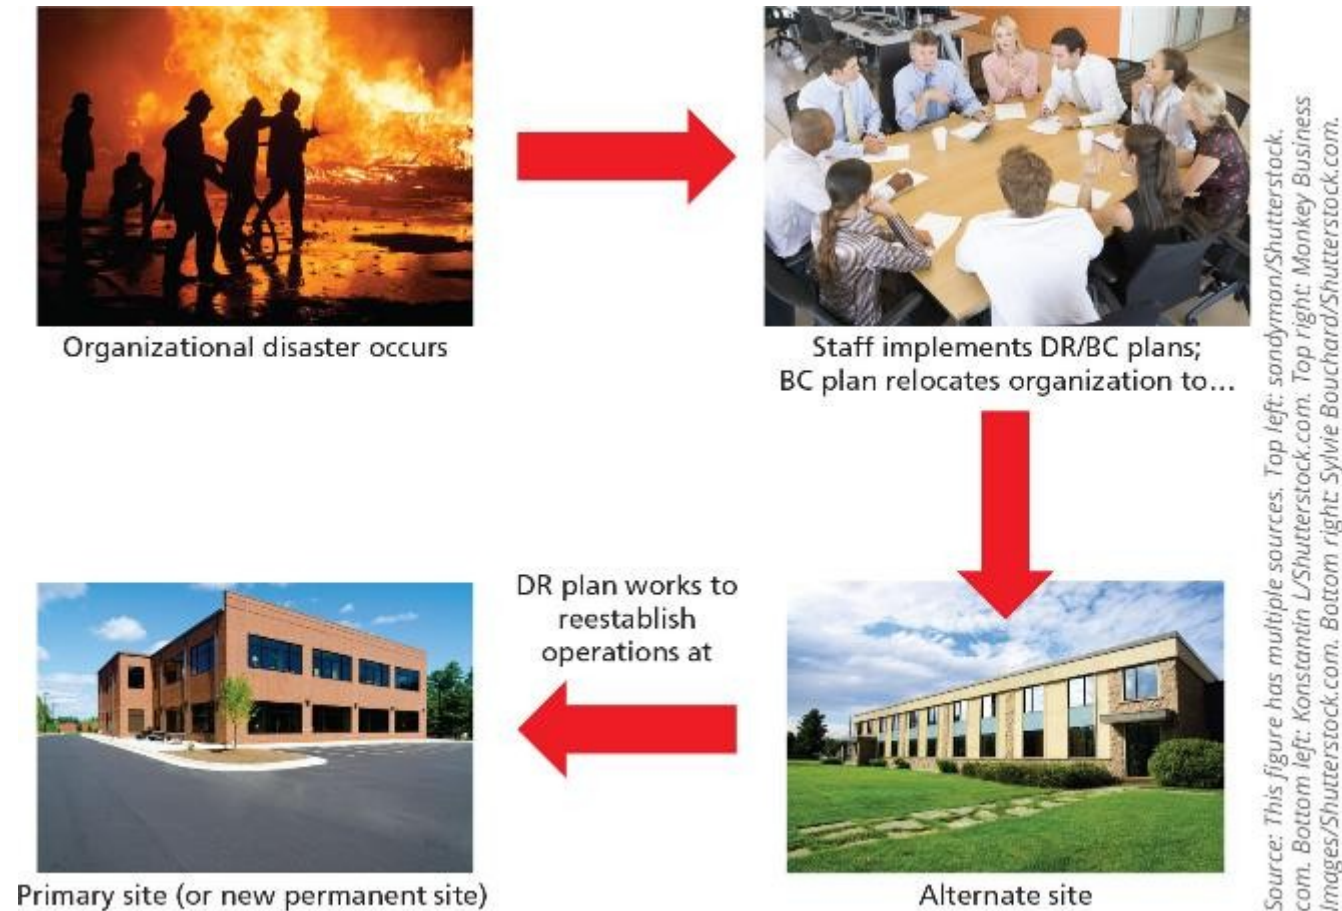 Organizational disaster occurs
Staff implements DR/BC plans;
BC plan relocates organization to...
DR plan works to
reestablish
operations at
Primary site (or new permanent site)
Alternate site
Source: This figure has multiple sources. Top left: sandyman/Shutterstock.
com. Bottom left: Konstantin L/Shutterstock.com. Top right: Monkey Business
Images/Shutterstock.com. Bottom right: Sylvie Bouchard/Shutterstock.com.